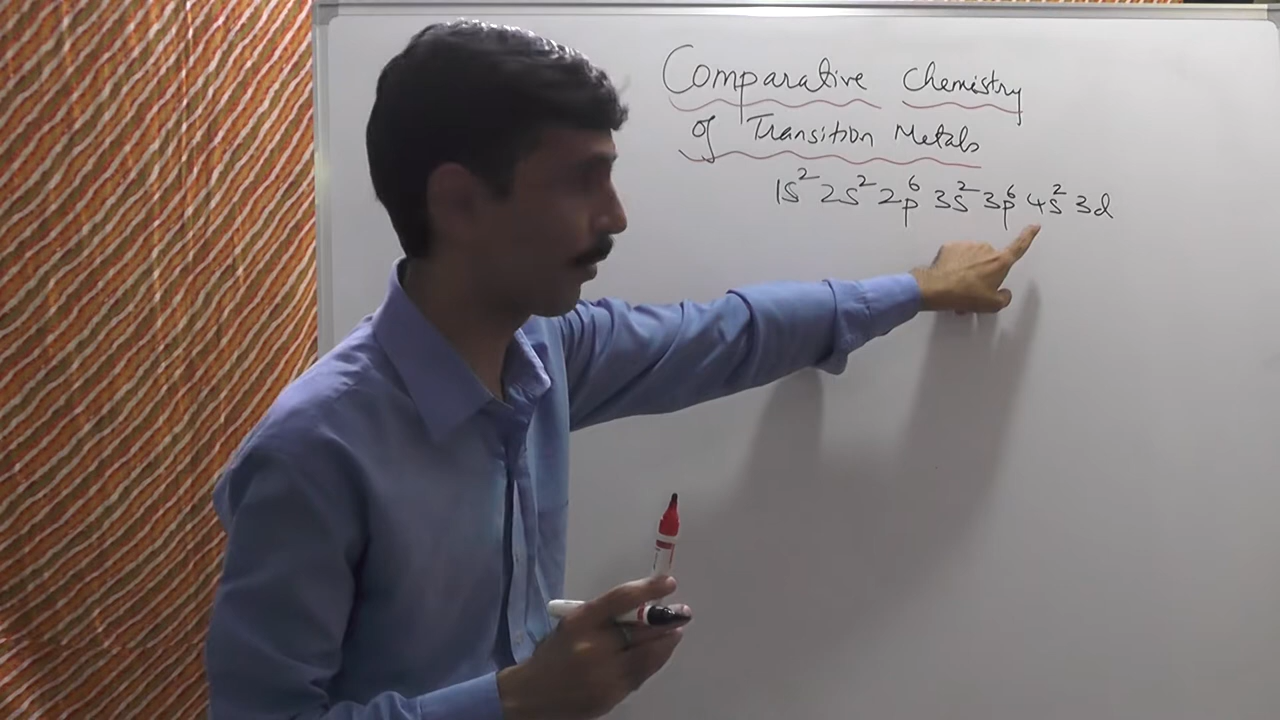 Comparative Chemistry
of Transition Metals
1s² 2s² 2p⁶ 3s² 3p⁶ 4s² 3d